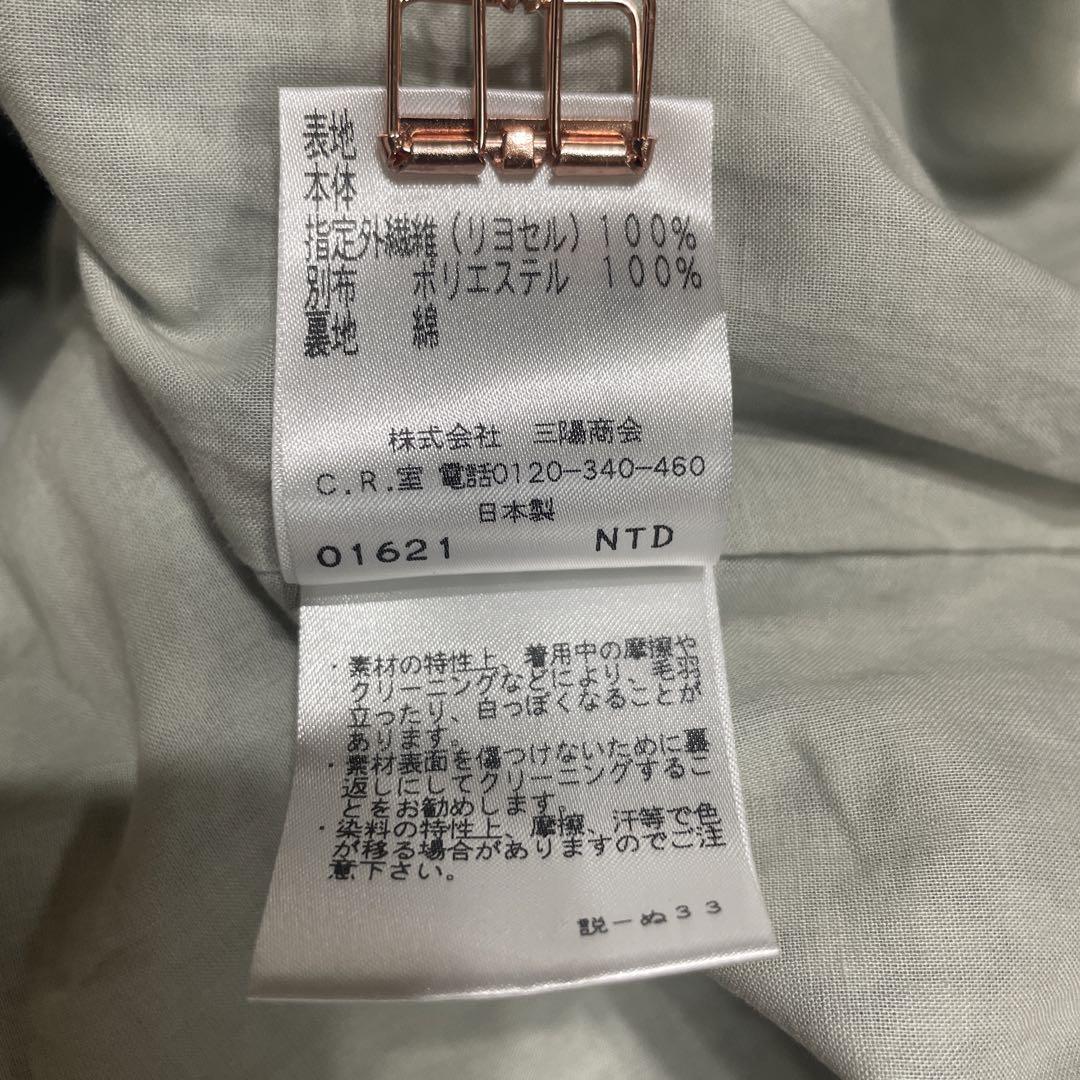 表地
本体
指定外繊維(リヨセル)100%
別布 ポリエステル 100%
裏地 綿
株式会社 三陽商会
C.R.室 電話0120-340-460
日本製
01621 NTD
・素材の特性上、着用中の摩擦や
クリーニングなどにより、毛羽
立ったり、白っぽくなることが
あります。
・素材表面を傷つけないために裏
返しにしてクリーニングするこ
とをお勧めします。
・染料の特性上、摩擦、汗等で色
が移る場合がありますのでご注
意下さい。
説-ぬ33